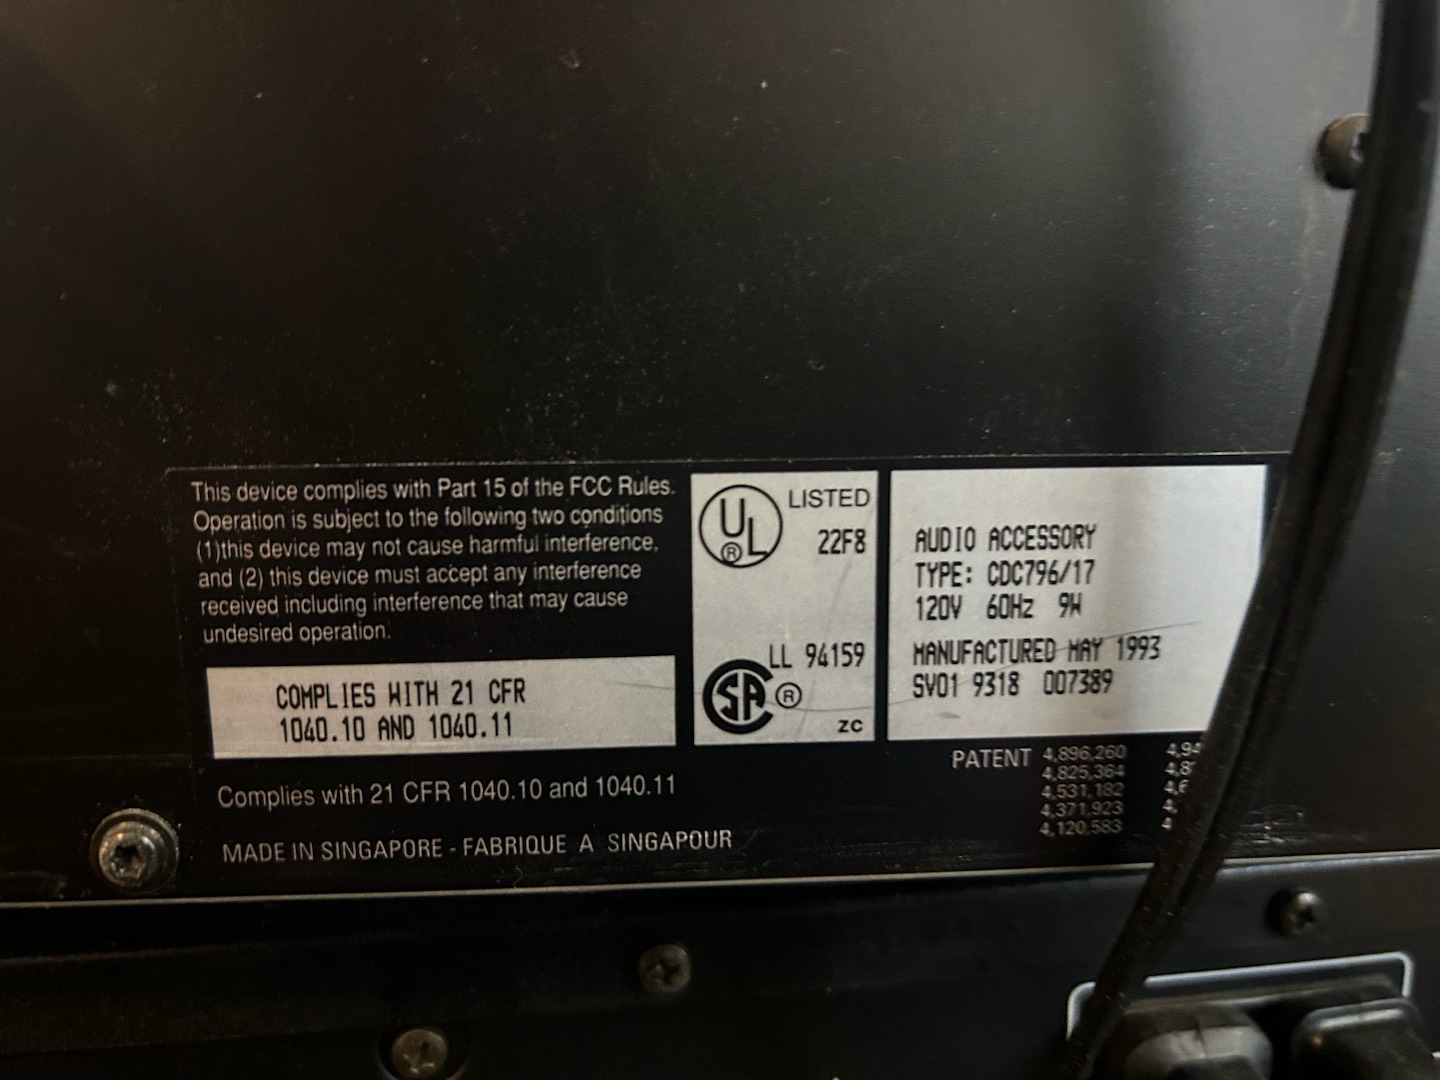 This device complies with Part 15 of the FCC Rules.
Operation is subject to the following two conditions
(1)this device may not cause harmful interference,
and (2) this device must accept any interference
received including interference that may cause
undesired operation.
COMPLIES WITH 21 CFR
1040.10 AND 1040.11
Complies with 21 CFR 1040.10 and 1040.11
MADE IN SINGAPORE - FABRIQUE A SINGAPOUR
UL ®
LISTED
22F8
LL 94159
SA ®
ZC
AUDIO ACCESSORY
TYPE: CDC796/17
120V 60Hz 9W
MANUFACTURED MAY 1993
SV01 9318 007389
PATENT 4,896,260
4,825,364
4,531,182
4,371,923
4,120,583